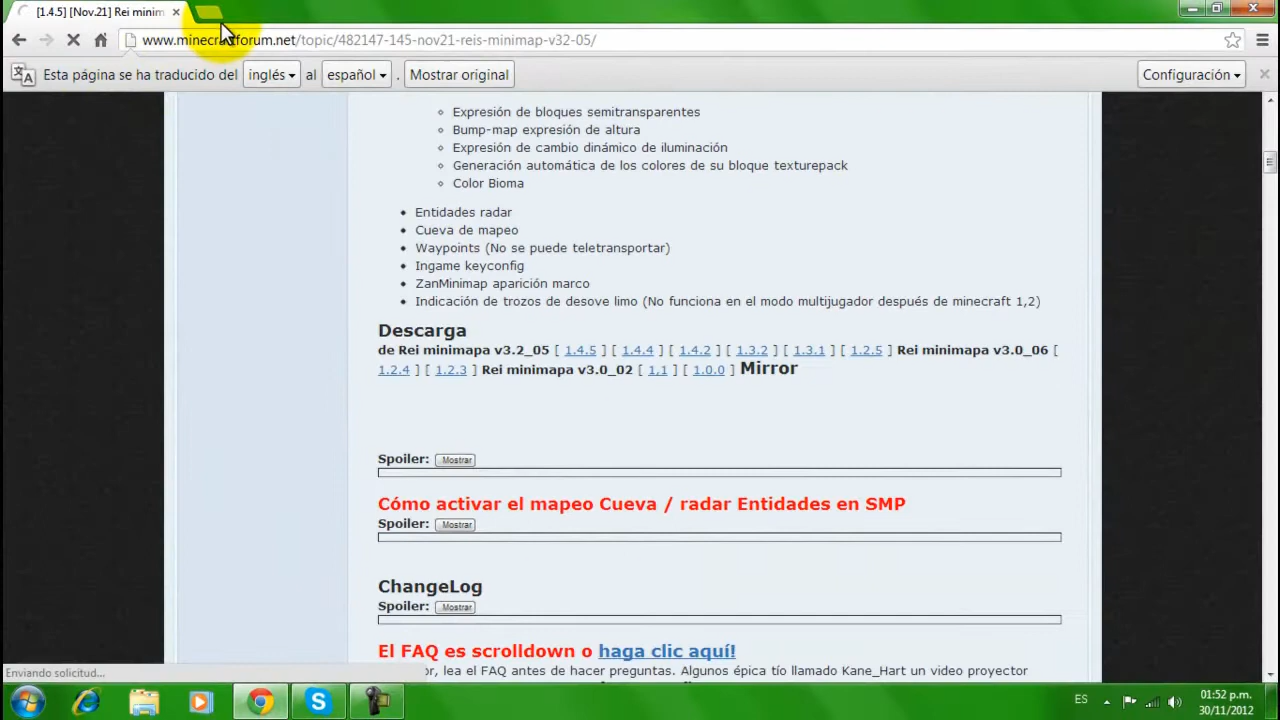 [1.4.5] [Nov.21] Rei minim
www.minecraftforum.net/topic/482147-145-nov21-reis-minimap-v32-05/
Esta página se ha traducido del inglés al español . Mostrar original Configuración
Expresión de bloques semitransparentes
Bump-map expresión de altura
Expresión de cambio dinámico de iluminación
Generación automática de los colores de su bloque texturepack
Color Bioma
Entidades radar
Cueva de mapeo
Waypoints (No se puede teletransportar)
Ingame keyconfig
ZanMinimap aparición marco
Indicación de trozos de desove limo (No funciona en el modo multijugador después de minecraft 1,2)
Descarga
de Rei minimapa v3.2_05 [ 1.4.5 ] [ 1.4.4 ] [ 1.4.2 ] [ 1.3.2 ] [ 1.3.1 ] [ 1.2.5 ] Rei minimapa v3.0_06 [
1.2.4 ] [ 1.2.3 ] Rei minimapa v3.0_02 [ 1,1 ] [ 1.0.0 ] Mirror
Spoiler: Mostrar
Cómo activar el mapeo Cueva / radar Entidades en SMP
Spoiler: Mostrar
ChangeLog
Spoiler: Mostrar
El FAQ es scrolldown o haga clic aquí!
or, lea el FAQ antes de hacer preguntas. Algunos épica tío llamado Kane_Hart un video proyector
Enviando solicitud...
ES
01:52 p.m.
30/11/2012